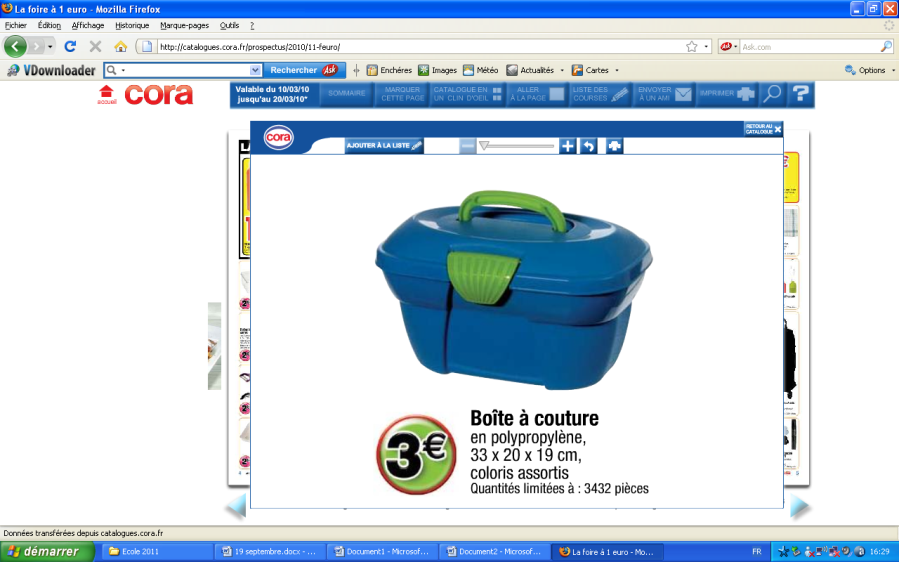 La foire à 1 euro - Mozilla Firefox
Fichier Édition Affichage Historique Marque-pages Outils ?
http://catalogues.cora.fr/prospectus/2010/11-feuro/
Ask Ask.com
VDownloader
Rechercher Ask
Enchères Images Météo Actualités Cartes
Options
accueil
cora
Valable du 10/03/10
jusqu'au 20/03/10*
SOMMAIRE
MARQUER
CETTE PAGE
CATALOGUE EN
UN CLIN D'OEIL
ALLER
À LA PAGE
LISTE DES
COURSES
ENVOYER
À UN AMI
IMPRIMER
?
cora
RETOUR AU
CATALOGUE X
AJOUTER À LA LISTE
3€
Boîte à couture
en polypropylène,
33 x 20 x 19 cm,
coloris assortis
Quantités limitées à : 3432 pièces
Données transférées depuis catalogues.cora.fr
démarrer
Ecole 2011
19 septembre.docx - ...
Document1 - Microsof...
Document2 - Microsof...
La foire à 1 euro - Mo...
FR
16:29